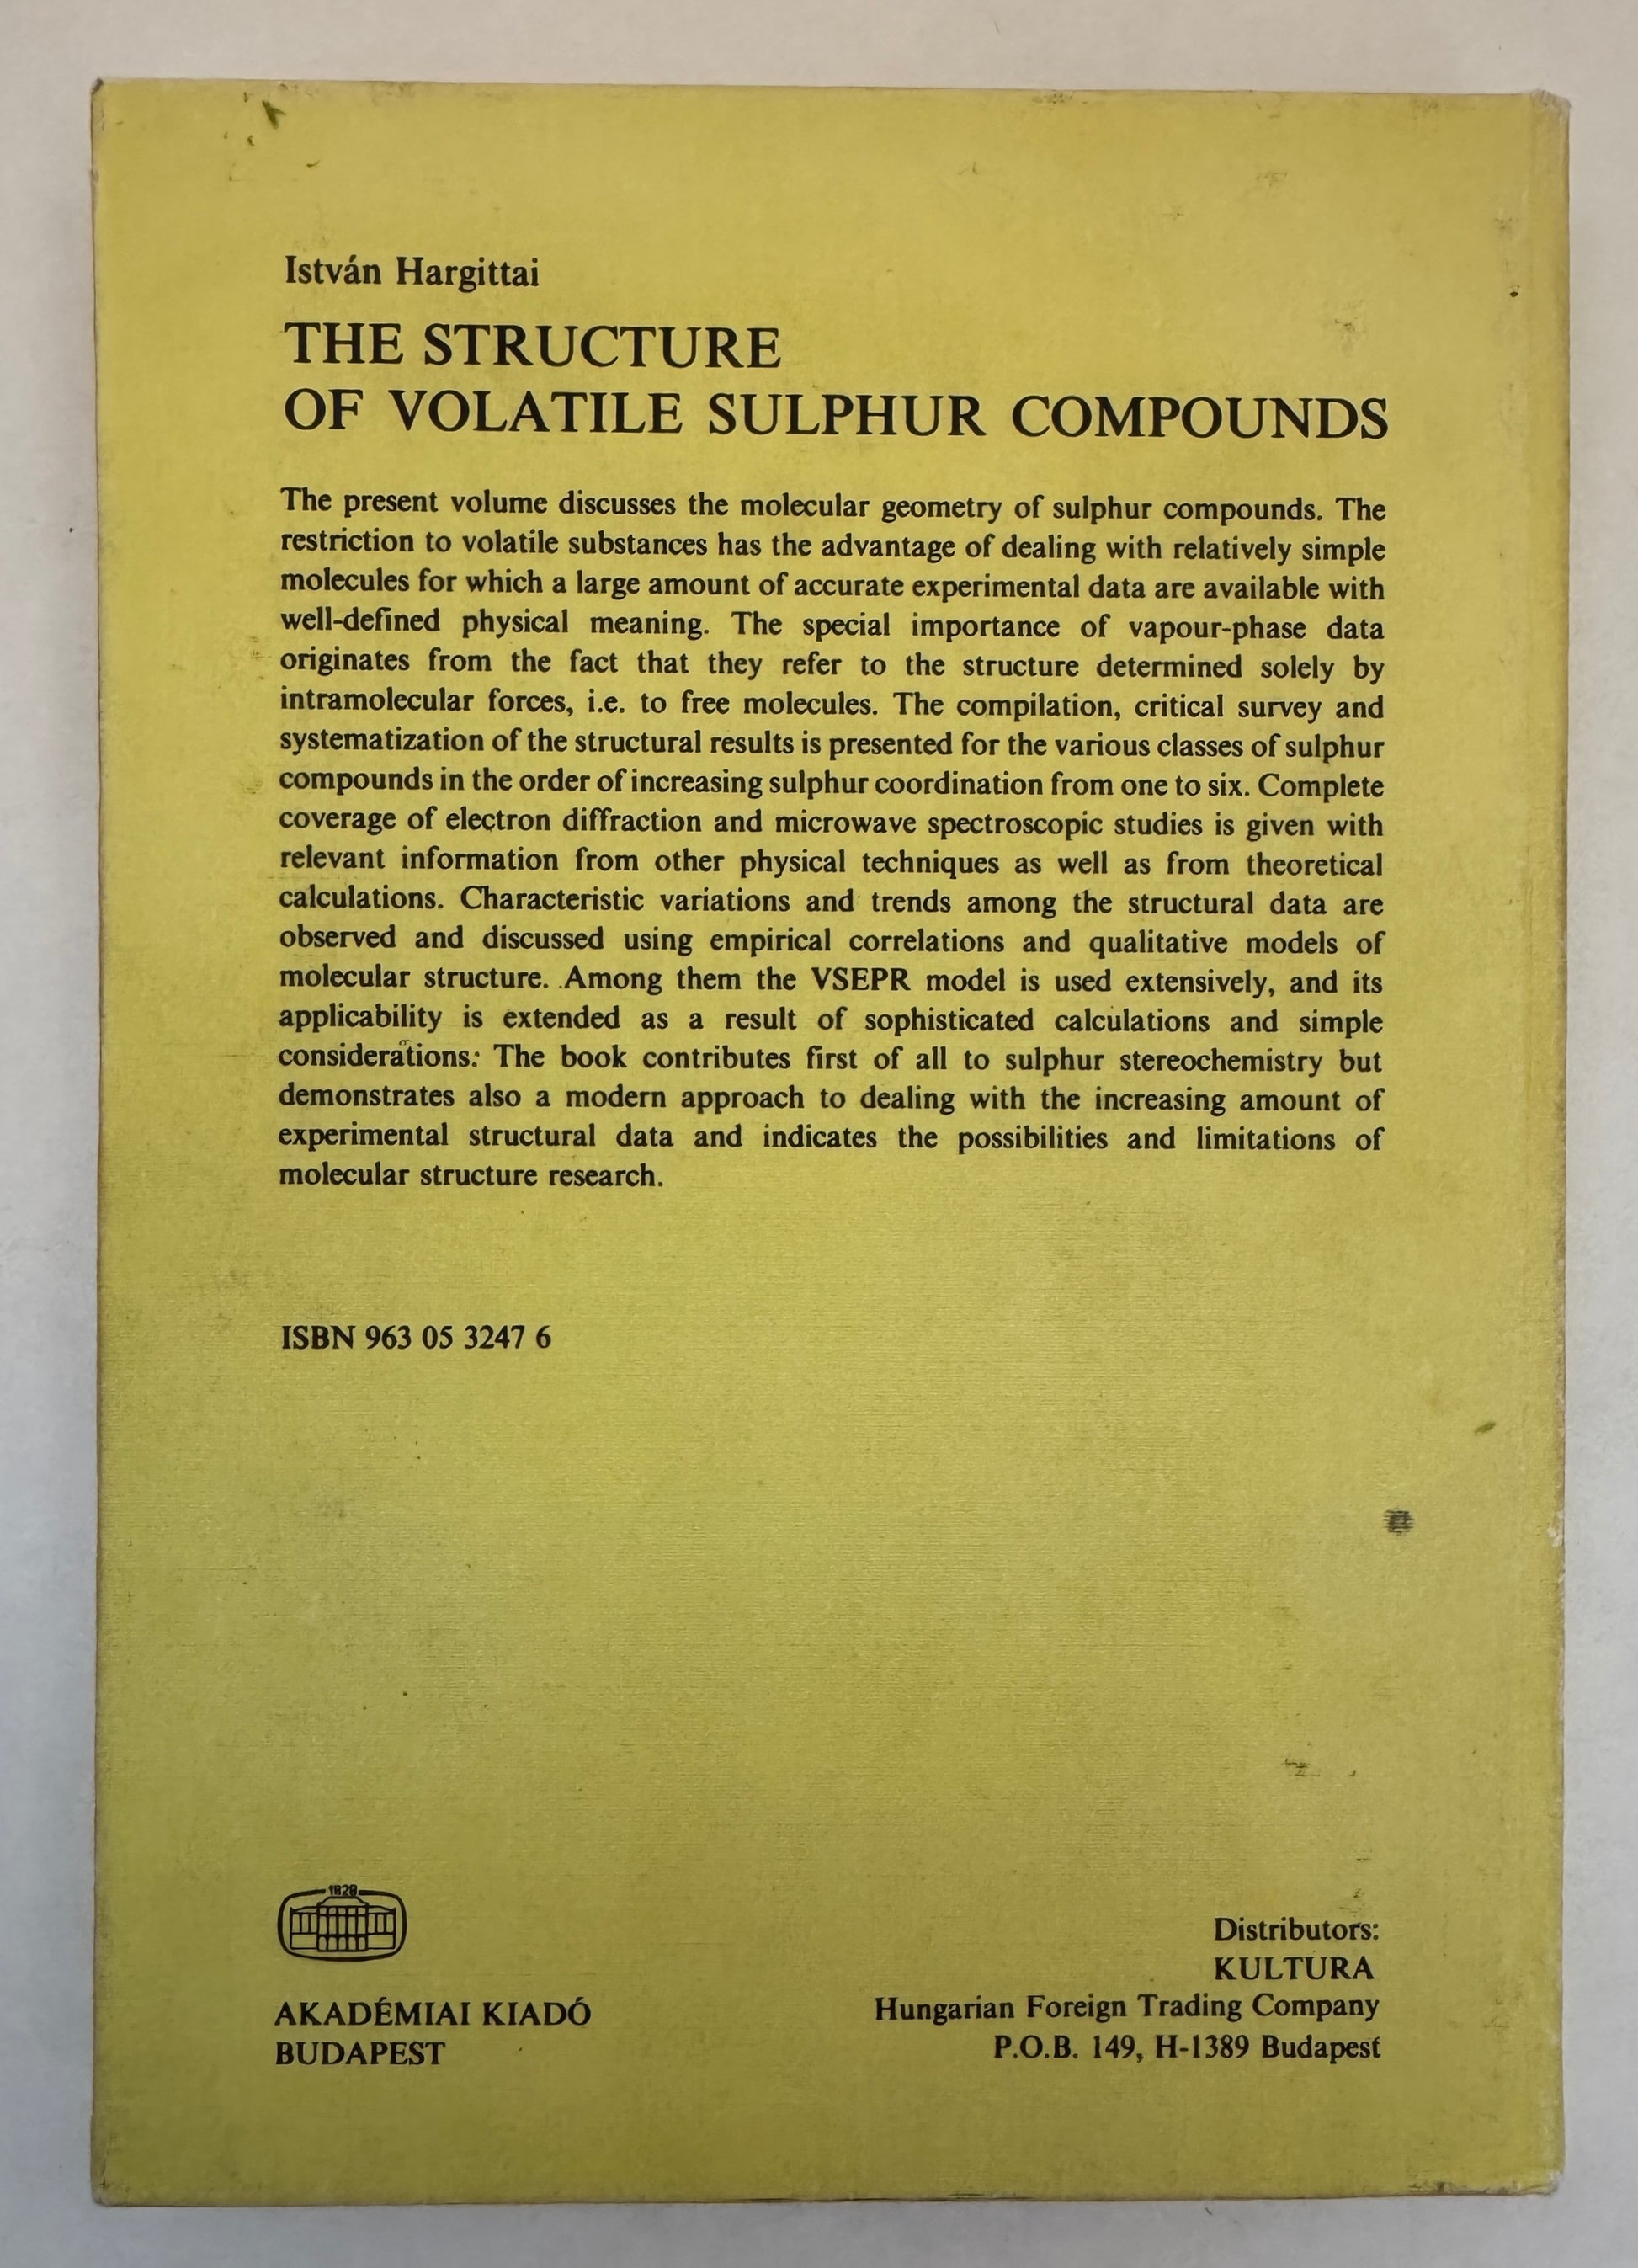 István Hargittai
THE STRUCTURE
OF VOLATILE SULPHUR COMPOUNDS
The present volume discusses the molecular geometry of sulphur compounds. The
restriction to volatile substances has the advantage of dealing with relatively simple
molecules for which a large amount of accurate experimental data are available with
well-defined physical meaning. The special importance of vapour-phase data
originates from the fact that they refer to the structure determined solely by
intramolecular forces, i.e. to free molecules. The compilation, critical survey and
systematization of the structural results is presented for the various classes of sulphur
compounds in the order of increasing sulphur coordination from one to six. Complete
coverage of electron diffraction and microwave spectroscopic studies is given with
relevant information from other physical techniques as well as from theoretical
calculations. Characteristic variations and trends among the structural data are
observed and discussed using empirical correlations and qualitative models of
molecular structure. Among them the VSEPR model is used extensively, and its
applicability is extended as a result of sophisticated calculations and simple
considerations. The book contributes first of all to sulphur stereochemistry but
demonstrates also a modern approach to dealing with the increasing amount of
experimental structural data and indicates the possibilities and limitations of
molecular structure research.
ISBN 963 05 3247 6
1828
AKADÉMIAI KIADÓ
BUDAPEST
Distributors:
KULTURA
Hungarian Foreign Trading Company
P.O.B. 149, H-1389 Budapest